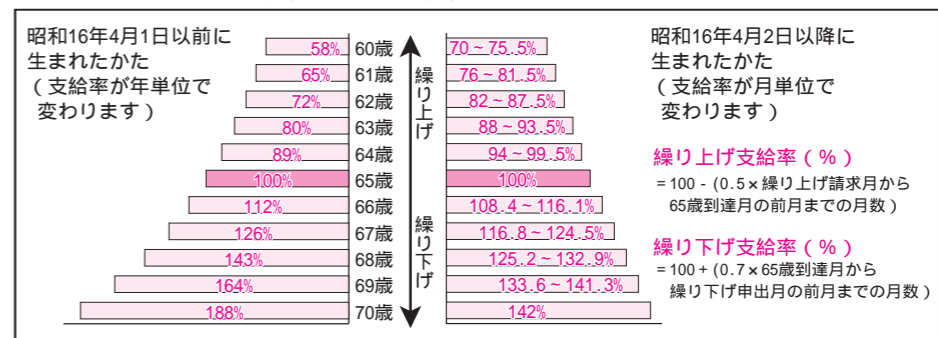 昭和16年4月1日以前に
生まれたかた
(支給率が年単位で
変わります)
58% 60歳 70~75.5%
65% 61歳 76~81.5%
72% 62歳 82~87.5%
80% 63歳 88~93.5%
89% 64歳 94~99.5%
100% 65歳 100%
112% 66歳 108.4~116.1%
126% 67歳 116.8~124.5%
143% 68歳 125.2~132.9%
164% 69歳 133.6~141.3%
188% 70歳 142%
繰り上げ
繰り下げ
昭和16年4月2日以降に
生まれたかた
(支給率が月単位で
変わります)
繰り上げ支給率(%)
=100-(0.5×繰り上げ請求月から
65歳到達月の前月までの月数)
繰り下げ支給率(%)
=100+(0.7×65歳到達月から
繰り下げ申出月の前月までの月数)